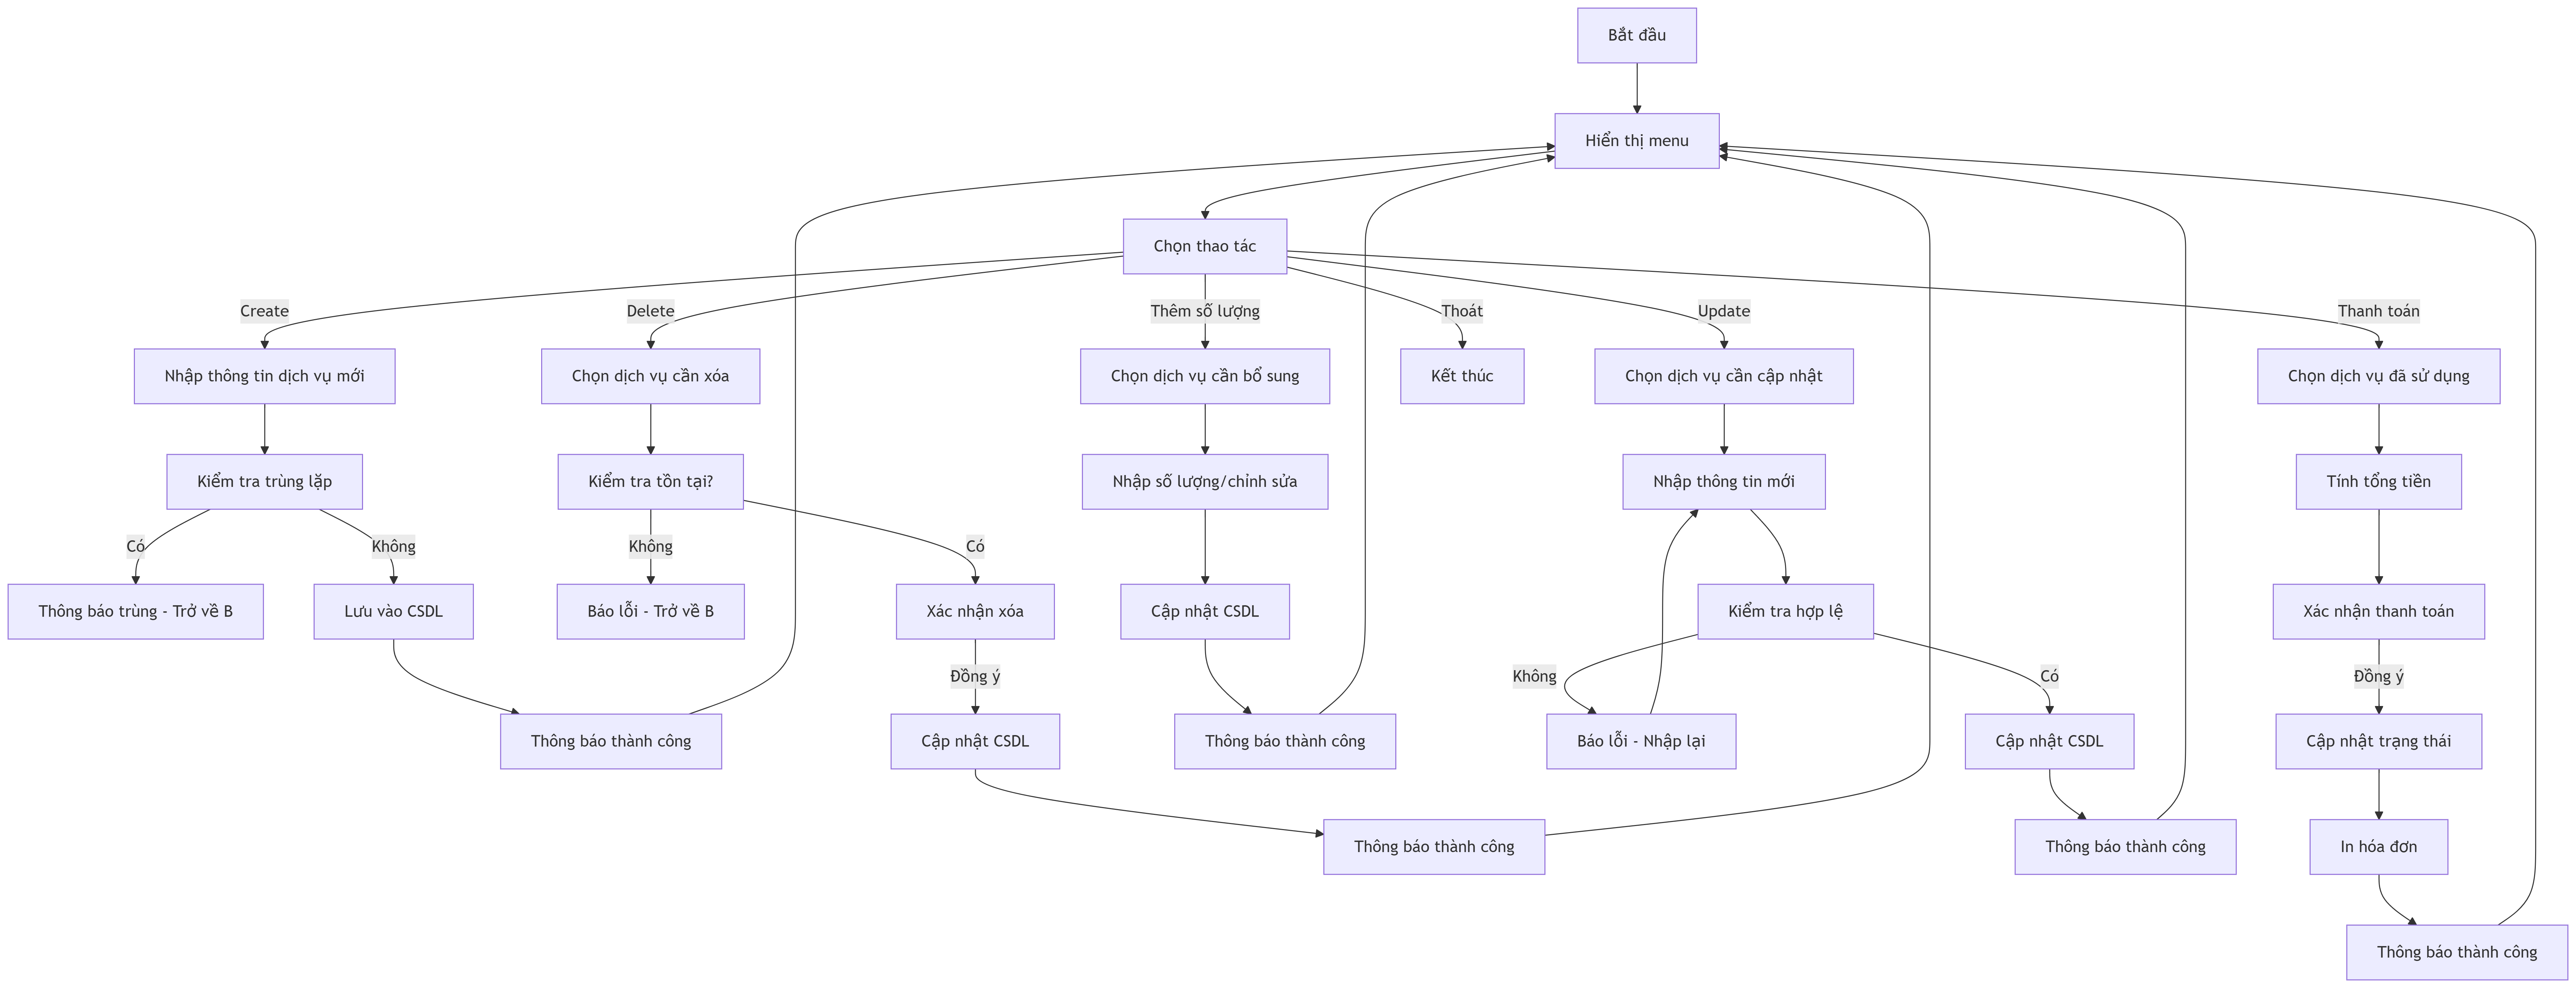 Bắt đầu
Hiển thị menu
Chọn thao tác
Create
Delete
Thêm số lượng
Thoát
Update
Thanh toán
Nhập thông tin dịch vụ mới
Chọn dịch vụ cần xóa
Chọn dịch vụ cần bổ sung
Kết thúc
Chọn dịch vụ cần cập nhật
Chọn dịch vụ đã sử dụng
Kiểm tra trùng lặp
Kiểm tra tồn tại?
Nhập số lượng/chỉnh sửa
Nhập thông tin mới
Tính tổng tiền
Có
Không
Không
Có
Thông báo trùng - Trở về B
Lưu vào CSDL
Báo lỗi - Trở về B
Xác nhận xóa
Cập nhật CSDL
Kiểm tra hợp lệ
Xác nhận thanh toán
Đồng ý
Không
Có
Đồng ý
Thông báo thành công
Cập nhật CSDL
Thông báo thành công
Báo lỗi - Nhập lại
Cập nhật CSDL
Cập nhật trạng thái
Thông báo thành công
Thông báo thành công
In hóa đơn
Thông báo thành công